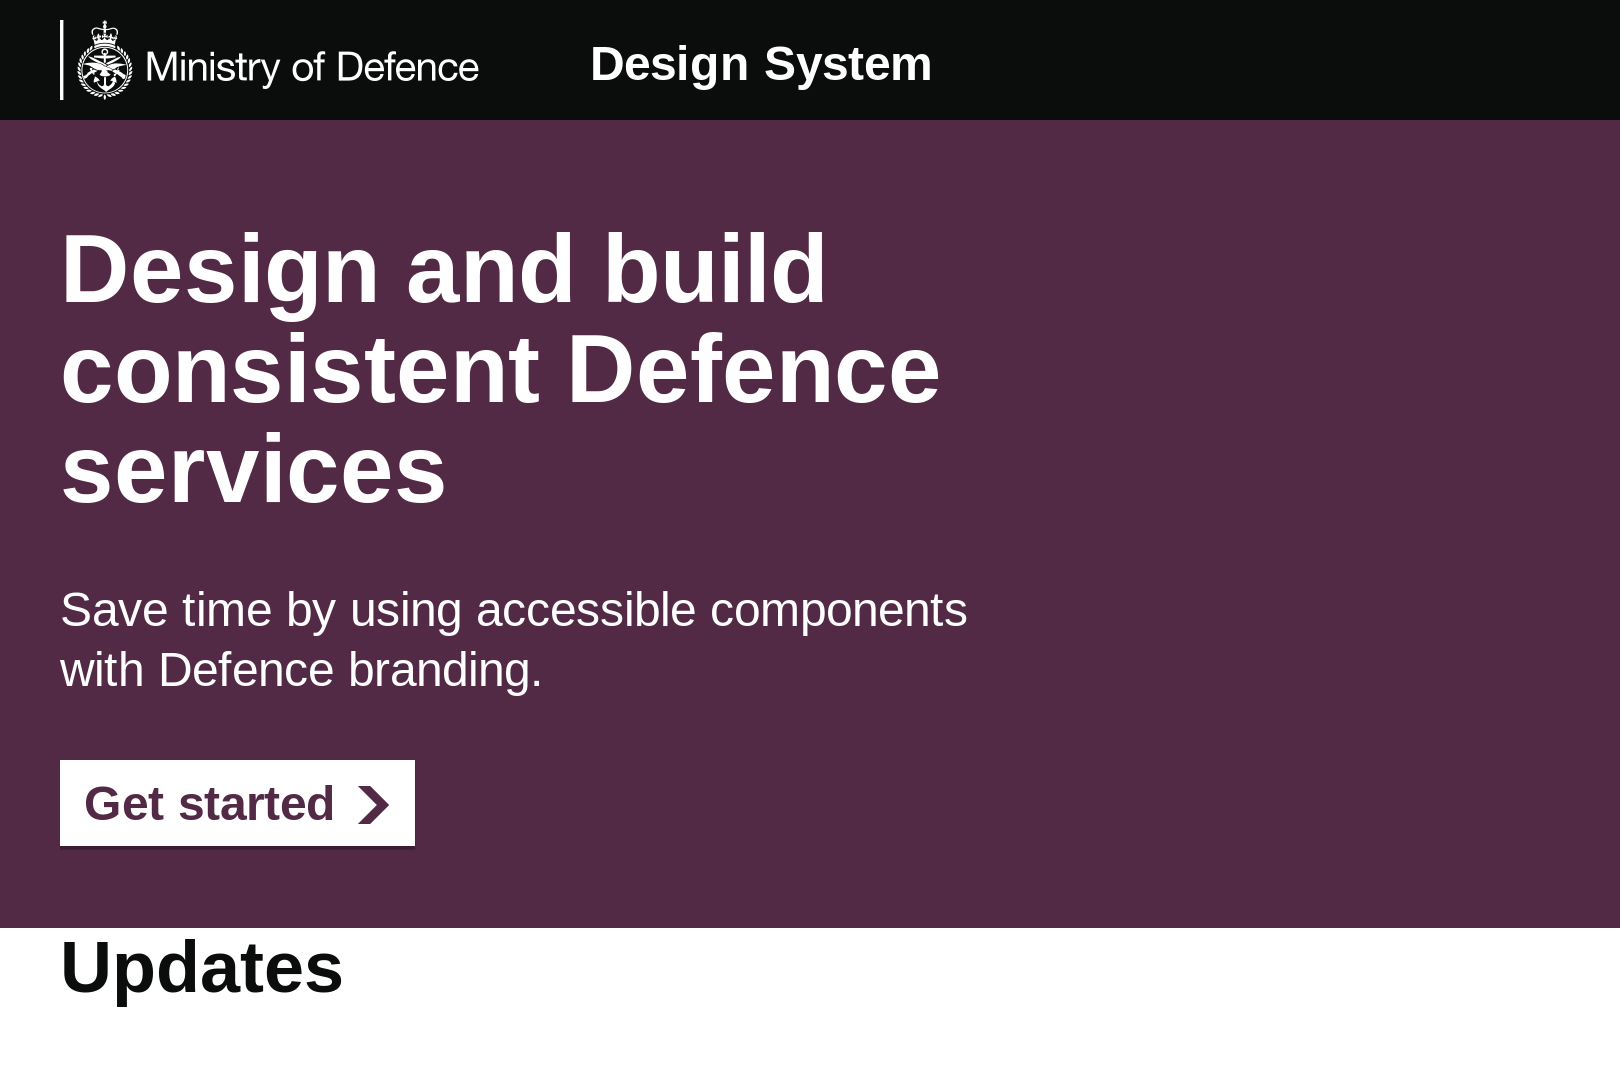 Ministry of Defence
Design System
Design and build
consistent Defence
services
Save time by using accessible components
with Defence branding.
Get started
Updates